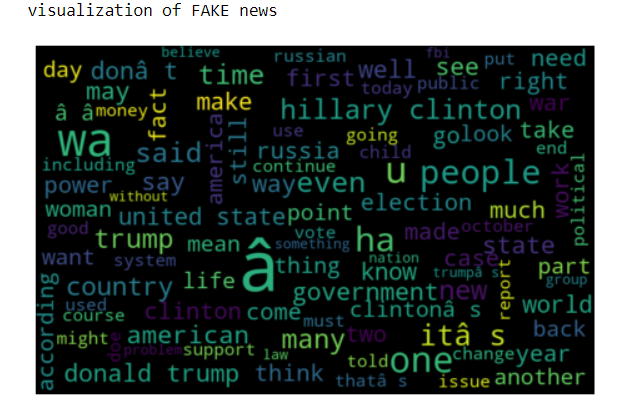 visualization of FAKE news
believe russian fbi put need
day donâ t time first well see
may today public right
â â money fact make hillary clinton war
wa said america still russia use going golook take
including continue child end
power say wayeven u people work political
without election
woman united state point much
good vote made october
trump mean â something ha state
want system thing nation case
country life know trumpâ s part group
government new report
according used clinton come clintonâ s world
course must
might american many two itâ s back
doe problem support law told one change year
donald trump think thatâ s issue another